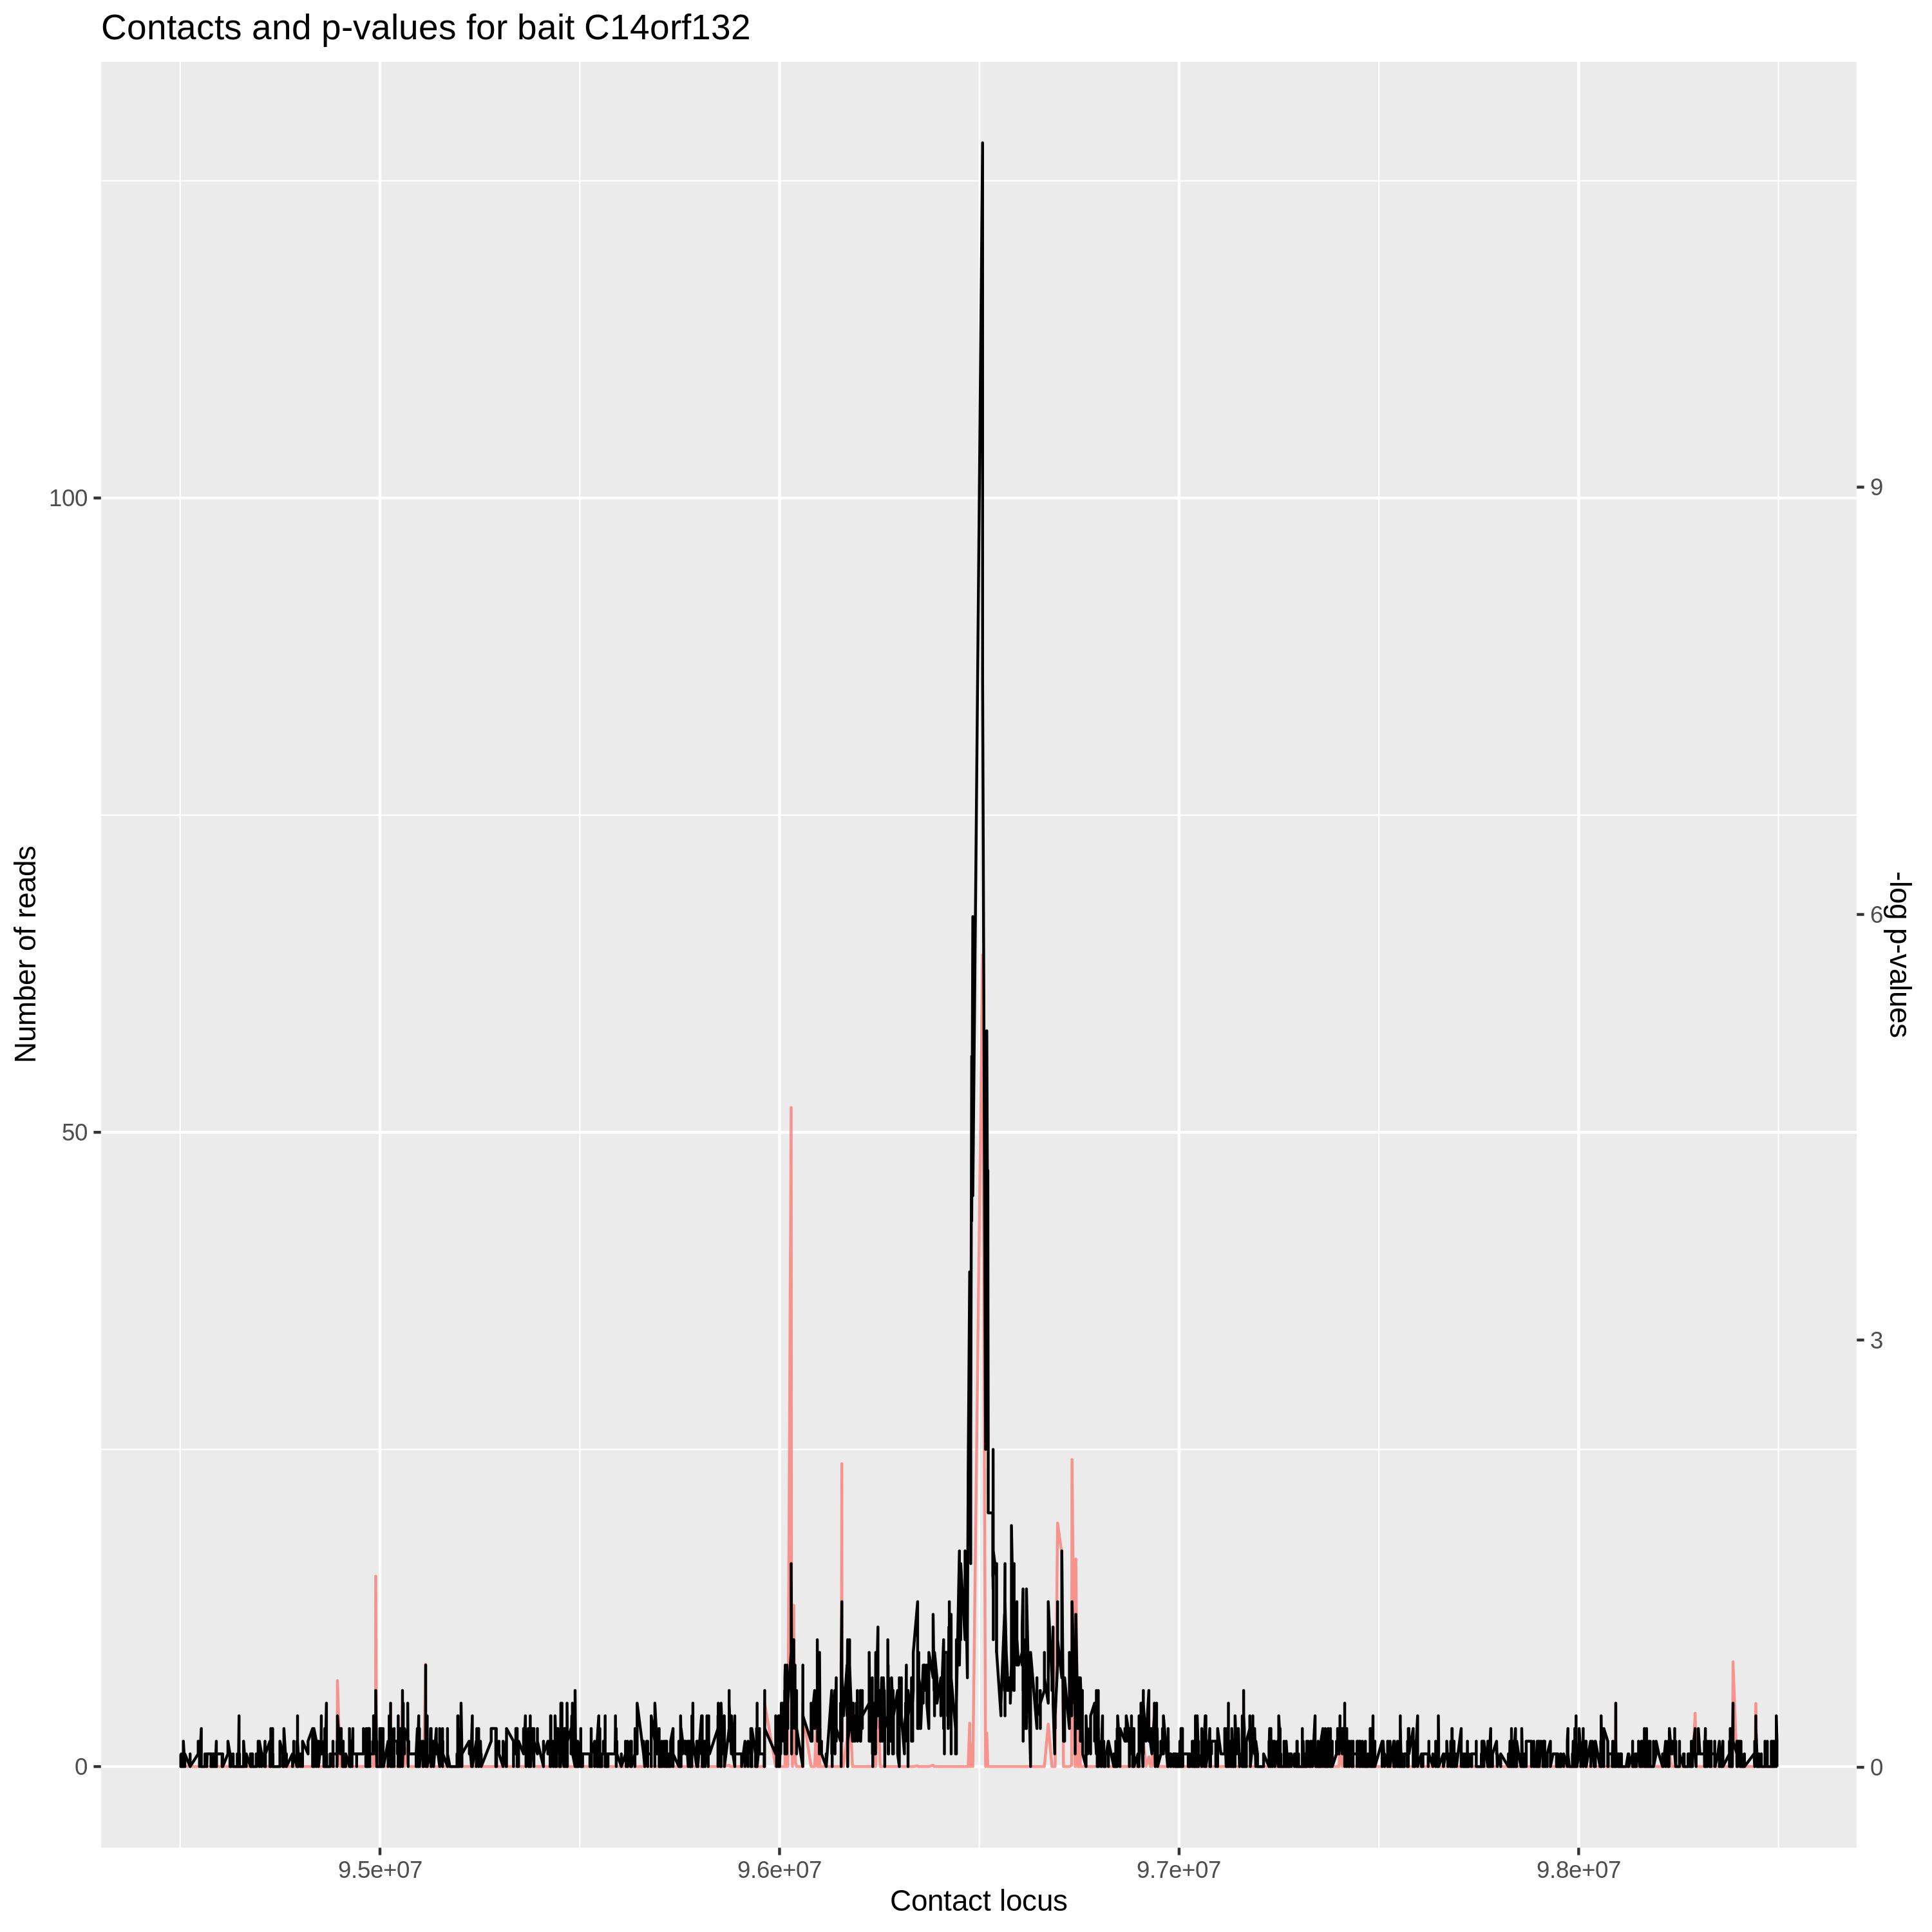 Contacts and p-values for bait C14orf132
Number of reads
100
50
0
9
6
3
0
-log p-values
9.5e+07 9.6e+07 9.7e+07 9.8e+07
Contact locus